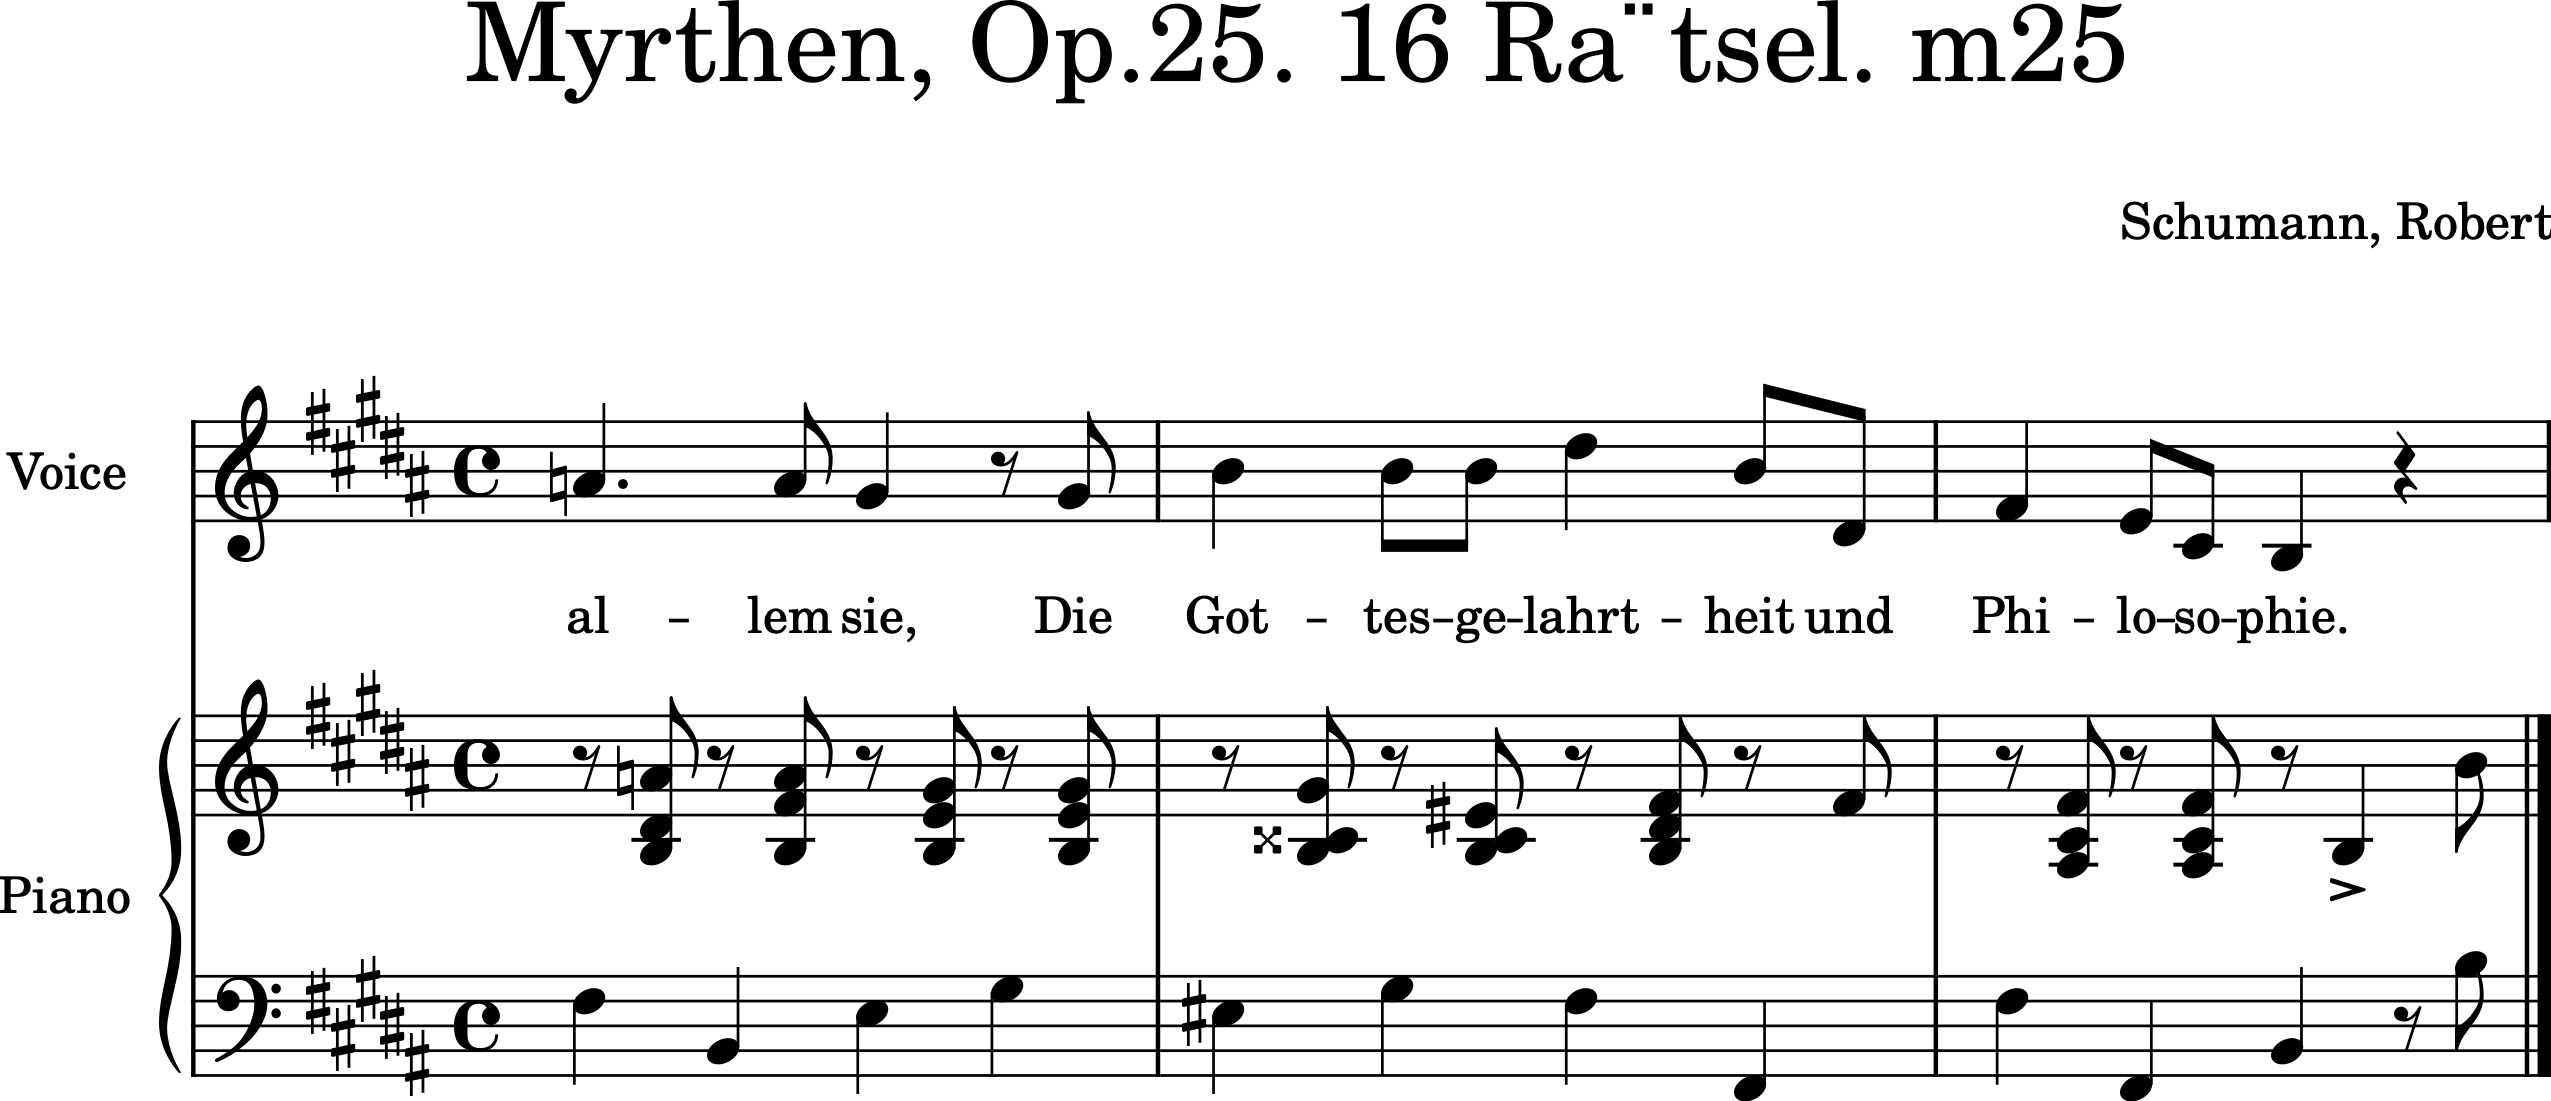 Myrthen, Op.25. 16 Ra¨tsel. m25
Schumann, Robert
Voice
al - lem sie, Die Got - tes-ge-lahrt - heit und Phi - lo-so-phie.
Piano